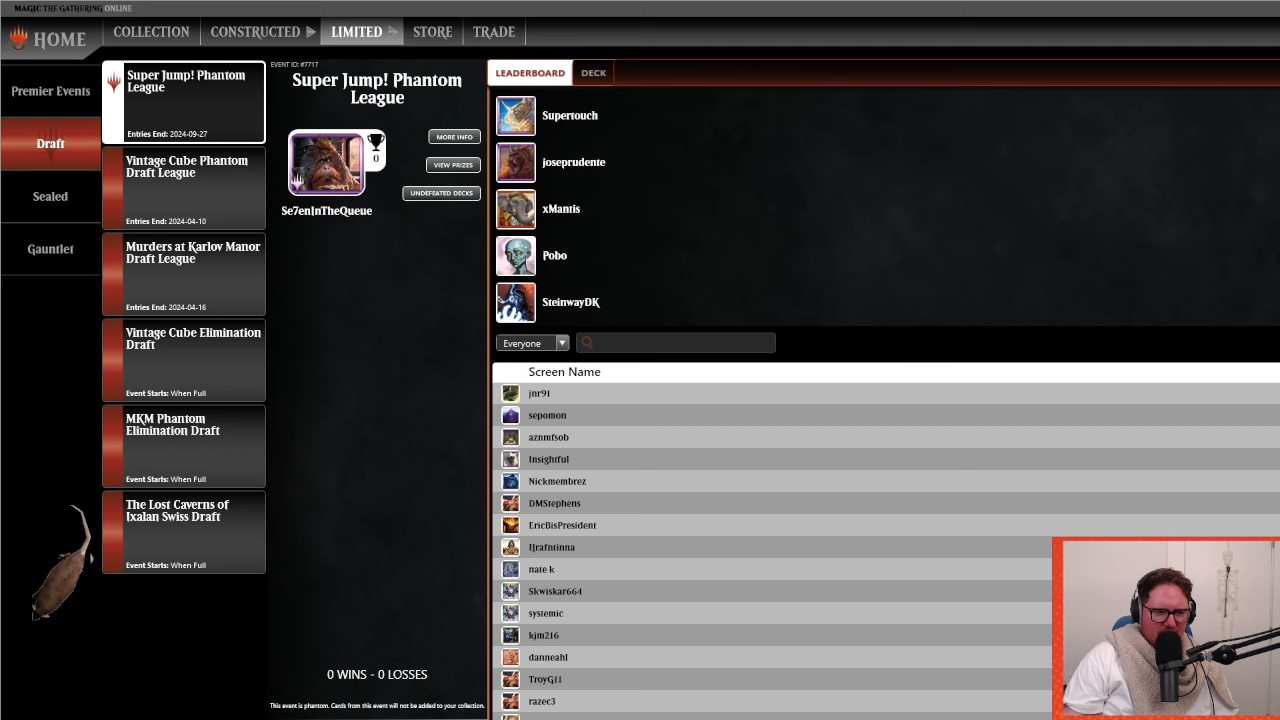 MAGIC THE GATHERING ONLINE
HOME
COLLECTION
CONSTRUCTED
LIMITED
STORE
TRADE
Premier Events
Draft
Sealed
Gauntlet
Super Jump! Phantom
League
Entries End: 2024-09-27
Vintage Cube Phantom
Draft League
Entries End: 2024-04-10
Murders at Karlov Manor
Draft League
Entries End: 2024-04-16
Vintage Cube Elimination
Draft
Event Starts: When Full
MKM Phantom
Elimination Draft
Event Starts: When Full
The Lost Caverns of
Ixalan Swiss Draft
Event Starts: When Full
EVENT ID: #7717
Super Jump! Phantom
League
0
MORE INFO
VIEW PRIZES
UNDEFEATED DECKS
Se7enInTheQueue
0 WINS - 0 LOSSES
This event is phantom. Cards from this event will not be added to your collection.
LEADERBOARD
DECK
Supertouch
joseprudente
xMantis
Pobo
SteinwayDK
Everyone
Screen Name
jnr91
sepomon
aznmfsob
Insightful
Nickmembrez
DMStephens
EricBisPresident
Ijrafntinna
nate k
Skwiskar664
systemic
kjm216
danneahl
TroyG11
razec3